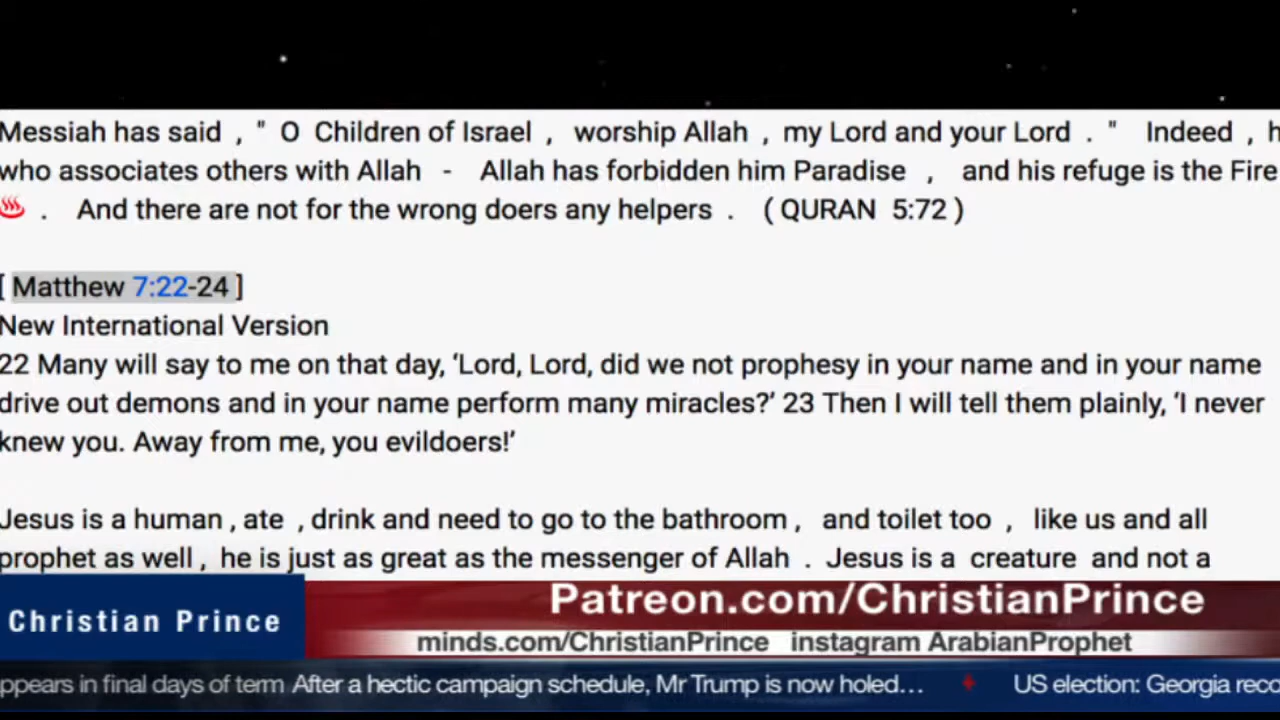 Messiah has said , " O Children of Israel , worship Allah , my Lord and your Lord . " Indeed , h
who associates others with Allah - Allah has forbidden him Paradise , and his refuge is the Fire
♨ . And there are not for the wrong doers any helpers . ( QURAN 5:72 )
[ Matthew 7:22-24 ]
New International Version
22 Many will say to me on that day, ‘Lord, Lord, did we not prophesy in your name and in your name
drive out demons and in your name perform many miracles?’ 23 Then I will tell them plainly, ‘I never
knew you. Away from me, you evildoers!’
Jesus is a human , ate , drink and need to go to the bathroom , and toilet too , like us and all
prophet as well , he is just as great as the messenger of Allah . Jesus is a creature and not a
Christian Prince
Patreon.com/ChristianPrince
minds.com/ChristianPrince instagram ArabianProphet
ppears in final days of term After a hectic campaign schedule, Mr Trump is now holed… US election: Georgia reco